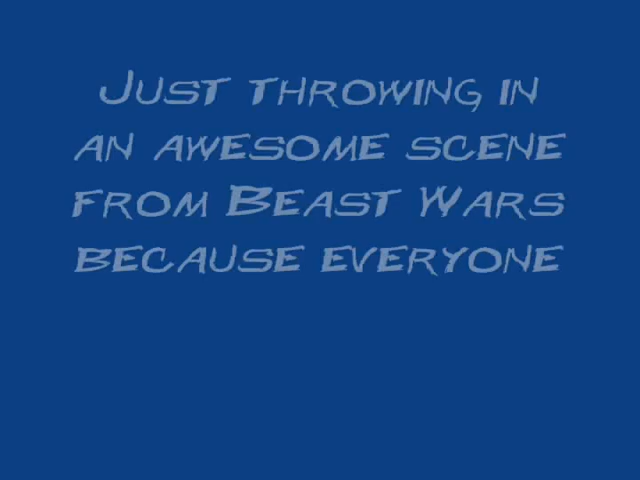 Just throwing in
an awesome scene
from Beast Wars
because everyone